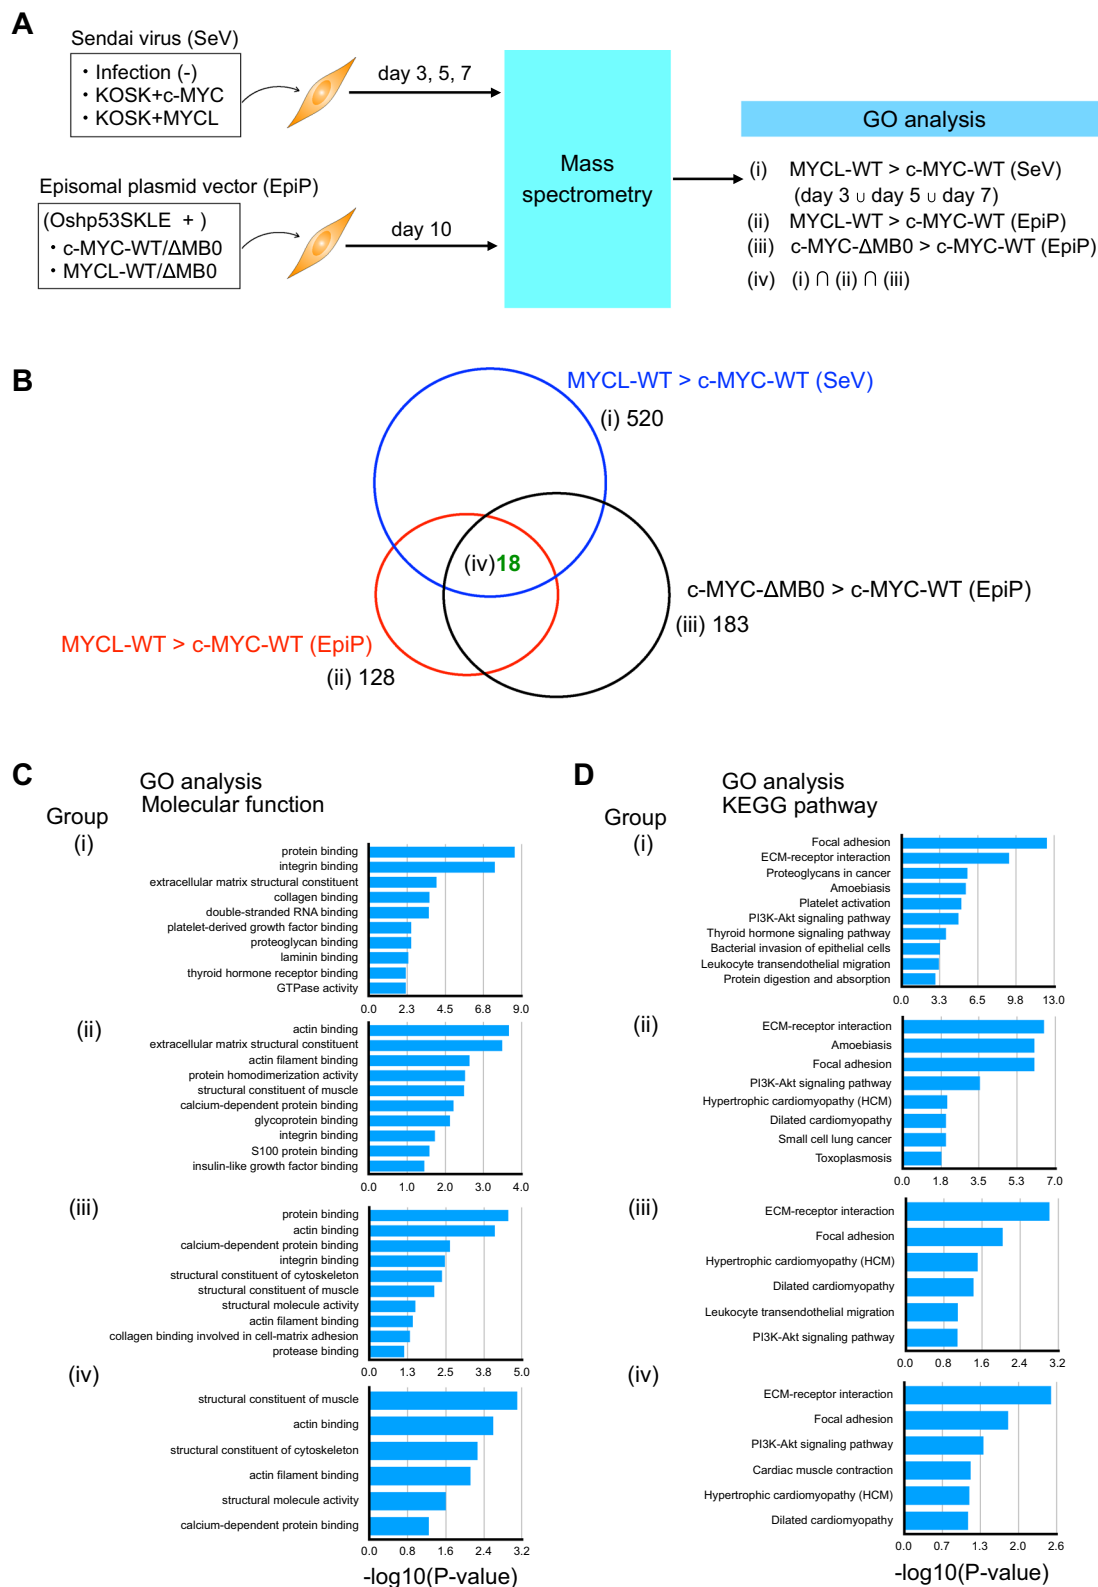 A
Sendai virus (SeV)
・Infection (-)
・KOSK+c-MYC
・KOSK+MYCL
day 3, 5, 7
Episomal plasmid vector (EpiP)
(Oshp53SKLE + )
・c-MYC-WT/ΔMB0
・MYCL-WT/ΔMB0
day 10
Mass
spectrometry
GO analysis
(i) MYCL-WT > c-MYC-WT (SeV)
(day 3 ∪ day 5 ∪ day 7)
(ii) MYCL-WT > c-MYC-WT (EpiP)
(iii) c-MYC-ΔMB0 > c-MYC-WT (EpiP)
(iv) (i) ∩ (ii) ∩ (iii)
B
MYCL-WT > c-MYC-WT (SeV)
(i) 520
(iv)18
c-MYC-ΔMB0 > c-MYC-WT (EpiP)
(iii) 183
MYCL-WT > c-MYC-WT (EpiP)
(ii) 128
C
GO analysis
Molecular function
Group
(i)
protein binding
integrin binding
extracellular matrix structural constituent
collagen binding
double-stranded RNA binding
platelet-derived growth factor binding
proteoglycan binding
laminin binding
thyroid hormone receptor binding
GTPase activity
0.0 2.3 4.5 6.8 9.0
(ii)
actin binding
extracellular matrix structural constituent
actin filament binding
protein homodimerization activity
structural constituent of muscle
calcium-dependent protein binding
glycoprotein binding
integrin binding
S100 protein binding
insulin-like growth factor binding
0.0 1.0 2.0 3.0 4.0
(iii)
protein binding
actin binding
calcium-dependent protein binding
integrin binding
structural constituent of cytoskeleton
structural constituent of muscle
structural molecule activity
actin filament binding
collagen binding involved in cell-matrix adhesion
protease binding
0.0 1.3 2.5 3.8 5.0
(iv)
structural constituent of muscle
actin binding
structural constituent of cytoskeleton
actin filament binding
structural molecule activity
calcium-dependent protein binding
0.0 0.8 1.6 2.4 3.2
-log10(P-value)
D
GO analysis
KEGG pathway
Group
(i)
Focal adhesion
ECM-receptor interaction
Proteoglycans in cancer
Amoebiasis
Platelet activation
PI3K-Akt signaling pathway
Thyroid hormone signaling pathway
Bacterial invasion of epithelial cells
Leukocyte transendothelial migration
Protein digestion and absorption
0.0 3.3 6.5 9.8 13.0
(ii)
ECM-receptor interaction
Amoebiasis
Focal adhesion
PI3K-Akt signaling pathway
Hypertrophic cardiomyopathy (HCM)
Dilated cardiomyopathy
Small cell lung cancer
Toxoplasmosis
0.0 1.8 3.5 5.3 7.0
(iii)
ECM-receptor interaction
Focal adhesion
Hypertrophic cardiomyopathy (HCM)
Dilated cardiomyopathy
Leukocyte transendothelial migration
PI3K-Akt signaling pathway
0.0 0.8 1.6 2.4 3.2
(iv)
ECM-receptor interaction
Focal adhesion
PI3K-Akt signaling pathway
Cardiac muscle contraction
Hypertrophic cardiomyopathy (HCM)
Dilated cardiomyopathy
0.0 0.7 1.3 2.0 2.6
-log10(P-value)